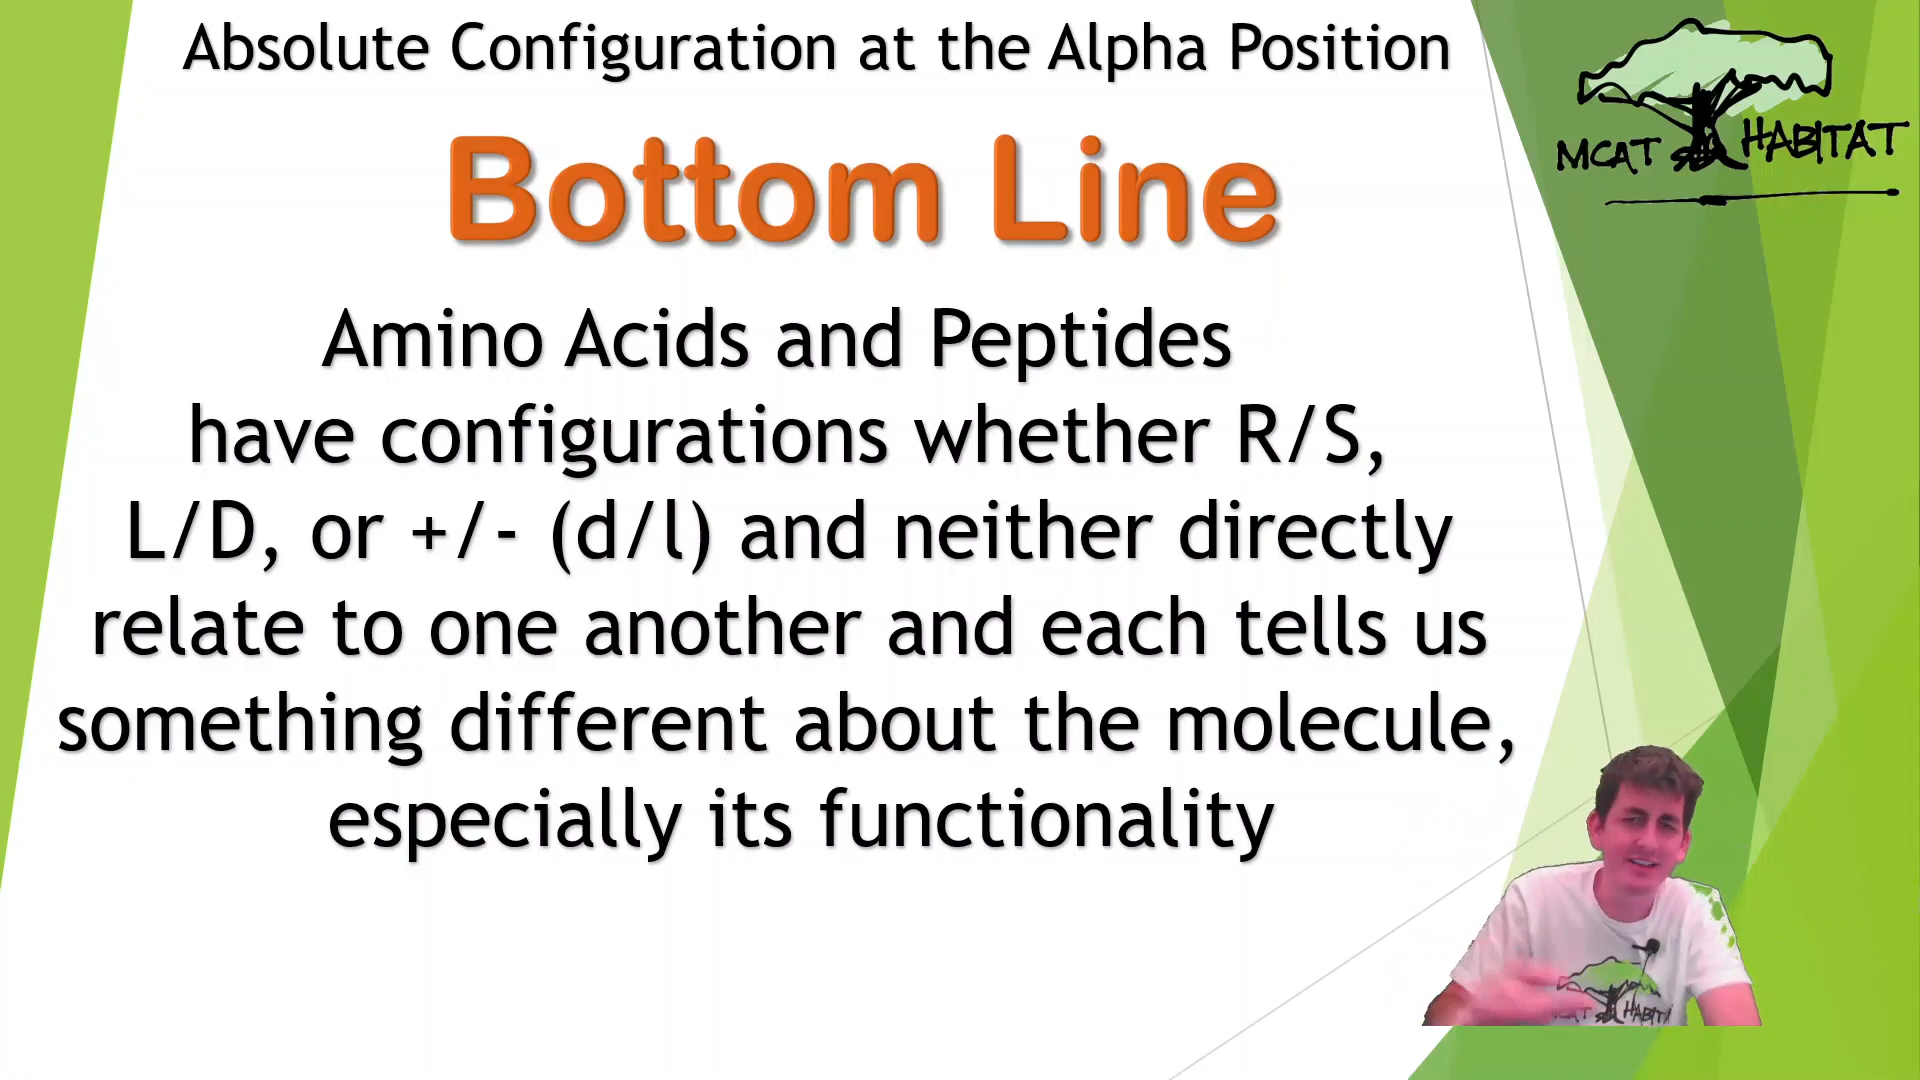 Absolute Configuration at the Alpha Position
MCAT HABITAT
Bottom Line
Amino Acids and Peptides
have configurations whether R/S,
L/D, or +/- (d/l) and neither directly
relate to one another and each tells us
something different about the molecule,
especially its functionality